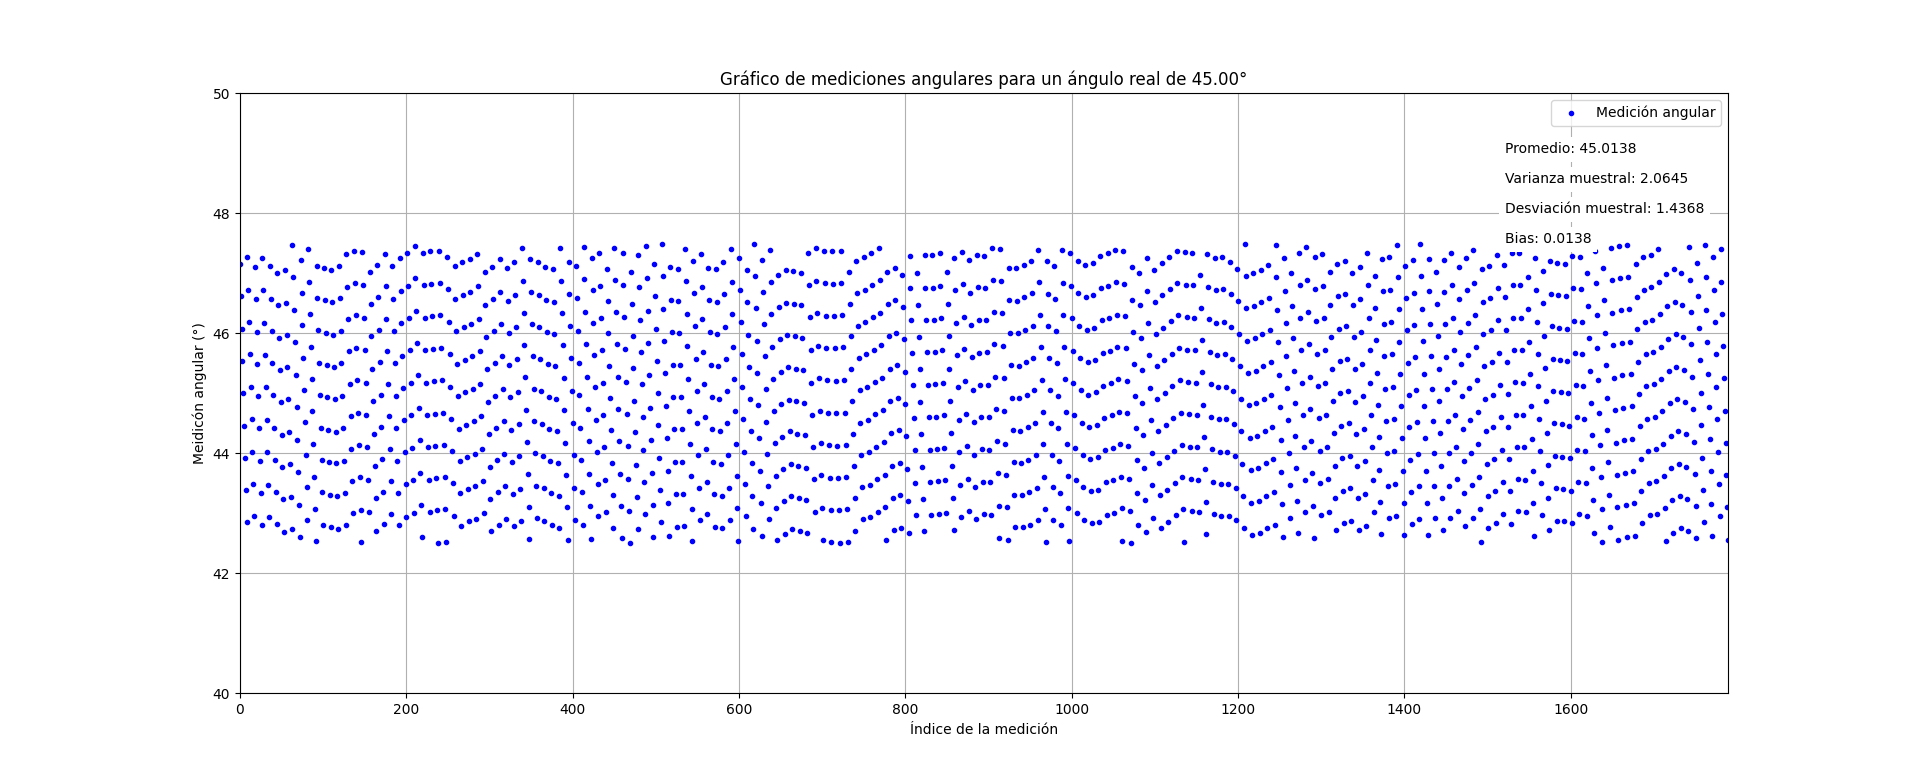 Gráfico de mediciones angulares para un ángulo real de 45.00°
50
Medición angular
Promedio: 45.0138
Varianza muestral: 2.0645
Desviación muestral: 1.4368
Bias: 0.0138
48
46
44
42
40
Meidicón angular (°)
0 200 400 600 800 1000 1200 1400 1600
Índice de la medición